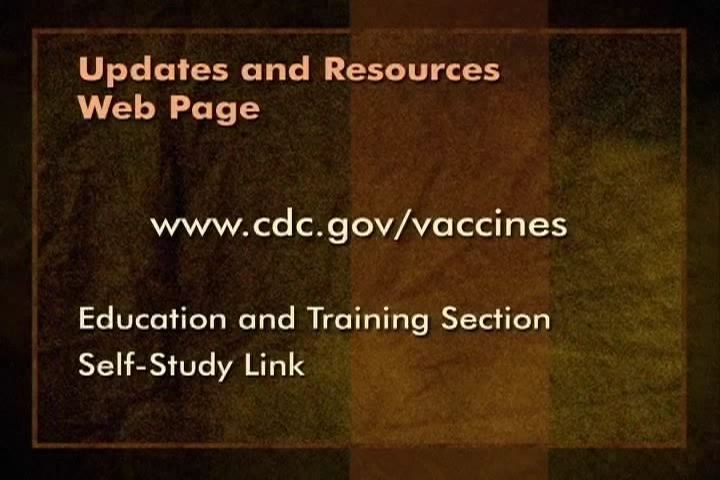 Updates and Resources
Web Page
www.cdc.gov/vaccines
Education and Training Section
Self-Study Link